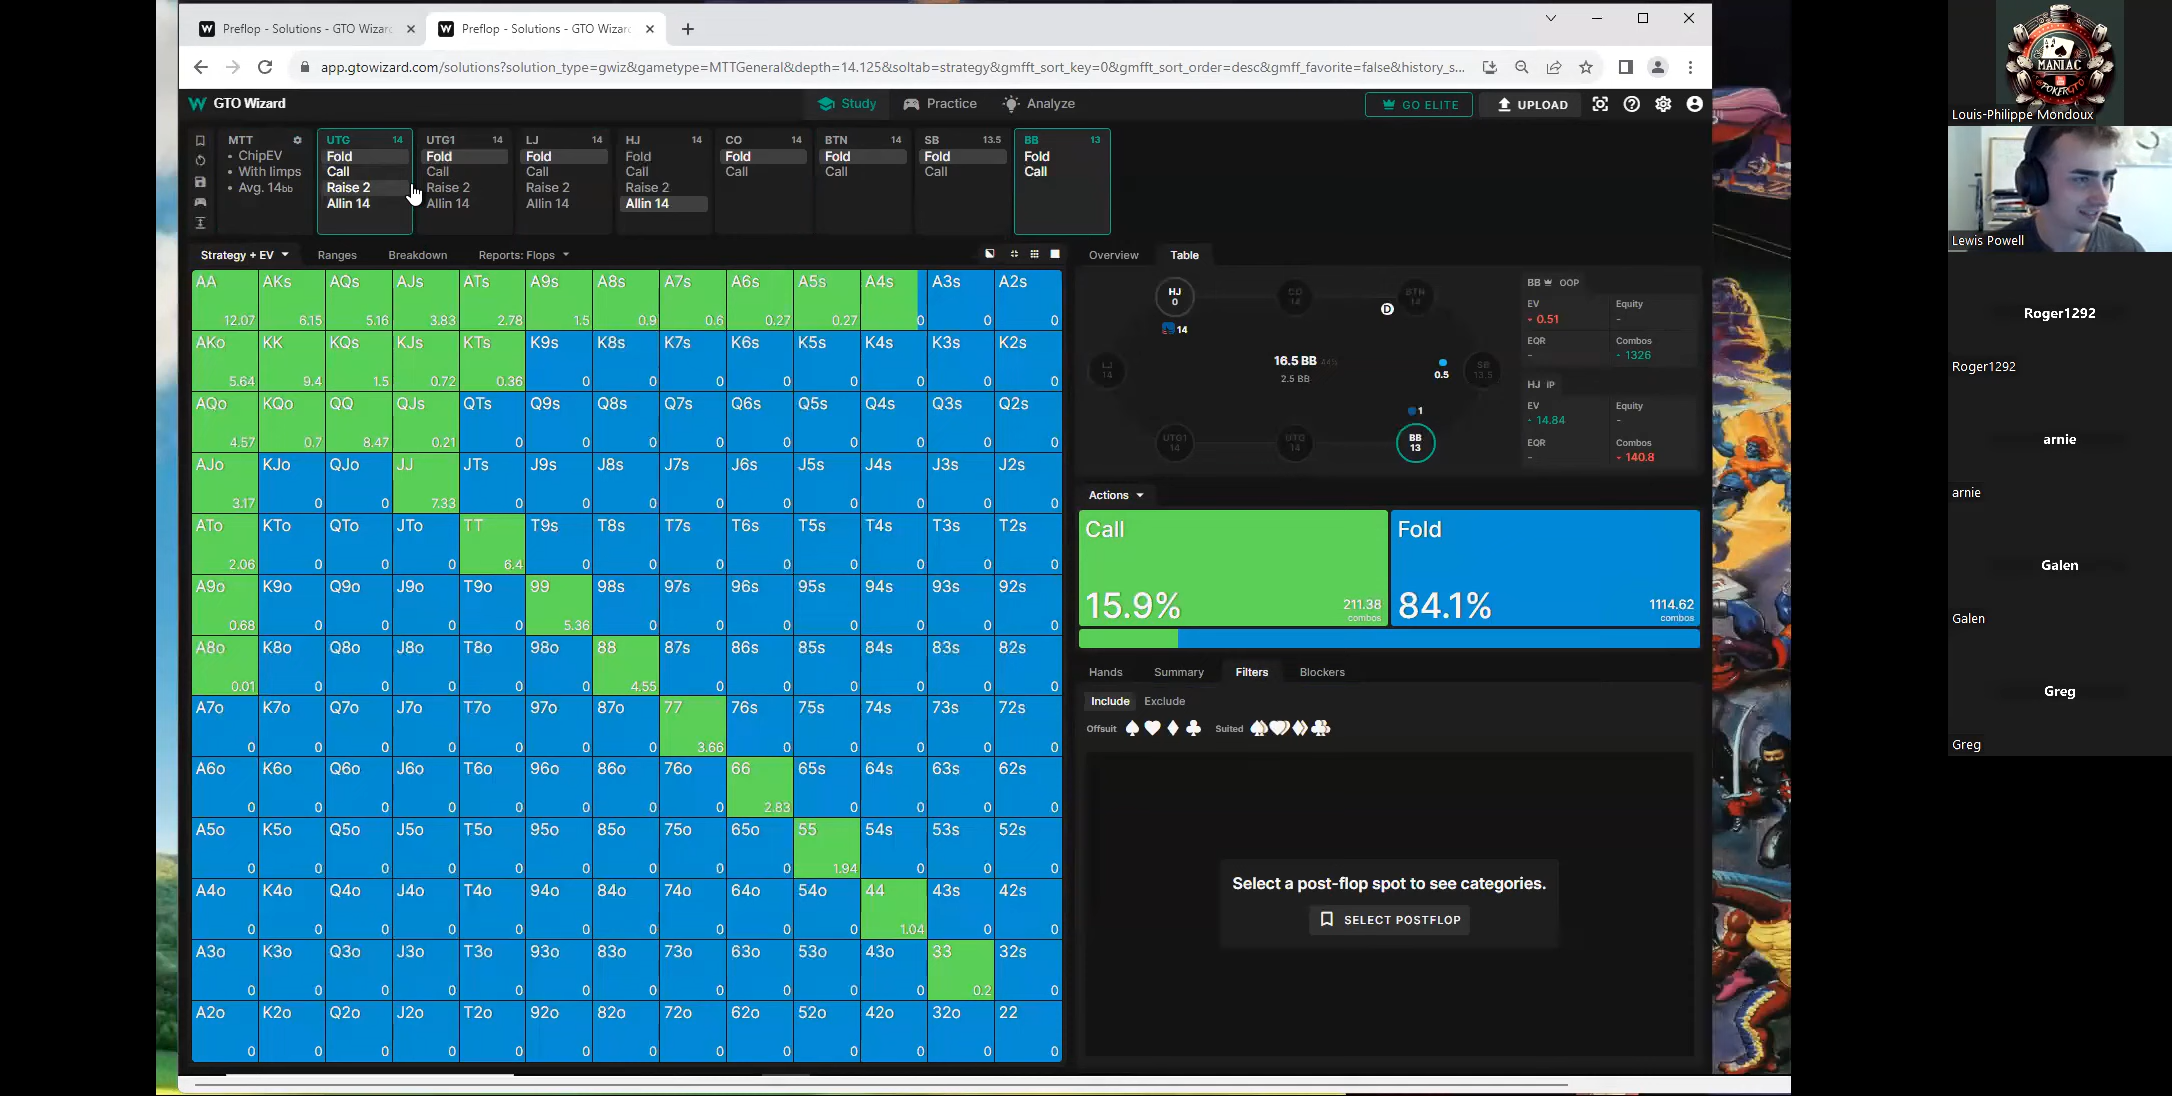 Preflop - Solutions - GTO Wizard
Preflop - Solutions - GTO Wizard
app.gtowizard.com/solutions?solution_type=gwiz&gametype=MTTGeneral&depth=14.125&soltab=strategy&gmfft_sort_key=0&gmfft_sort_order=desc&gmff_favorite=false&history_s...
GTO Wizard
Study
Practice
Analyze
GO ELITE
UPLOAD
MTT
• ChipEV
• With limps
• Avg. 14bb
UTG 14
Fold
Call
Raise 2
Allin 14
UTG1 14
Fold
Call
Raise 2
Allin 14
LJ 14
Fold
Call
Raise 2
Allin 14
HJ 14
Fold
Call
Raise 2
Allin 14
CO 14
Fold
Call
BTN 14
Fold
Call
SB 13.5
Fold
Call
BB 13
Fold
Call
Strategy + EV Ranges Breakdown Reports: Flops
AA AKs AQs AJs ATs A9s A8s A7s A6s A5s A4s A3s A2s
12.07 6.15 5.16 3.83 2.78 1.5 0.9 0.6 0.27 0.27 0 0 0
AKo KK KQs KJs KTs K9s K8s K7s K6s K5s K4s K3s K2s
5.64 9.4 1.5 0.72 0.36 0 0 0 0 0 0 0 0
AQo KQo QQ QJs QTs Q9s Q8s Q7s Q6s Q5s Q4s Q3s Q2s
4.57 0.7 8.47 0.21 0 0 0 0 0 0 0 0 0
AJo KJo QJo JJ JTs J9s J8s J7s J6s J5s J4s J3s J2s
3.17 0 0 7.33 0 0 0 0 0 0 0 0 0
ATo KTo QTo JTo TT T9s T8s T7s T6s T5s T4s T3s T2s
2.06 0 0 0 6.4 0 0 0 0 0 0 0 0
A9o K9o Q9o J9o T9o 99 98s 97s 96s 95s 94s 93s 92s
0.68 0 0 0 0 5.36 0 0 0 0 0 0 0
A8o K8o Q8o J8o T8o 98o 88 87s 86s 85s 84s 83s 82s
0.01 0 0 0 0 0 4.55 0 0 0 0 0 0
A7o K7o Q7o J7o T7o 97o 87o 77 76s 75s 74s 73s 72s
0 0 0 0 0 0 0 3.66 0 0 0 0 0
A6o K6o Q6o J6o T6o 96o 86o 76o 66 65s 64s 63s 62s
0 0 0 0 0 0 0 0 2.83 0 0 0 0
A5o K5o Q5o J5o T5o 95o 85o 75o 65o 55 54s 53s 52s
0 0 0 0 0 0 0 0 0 1.94 0 0 0
A4o K4o Q4o J4o T4o 94o 84o 74o 64o 54o 44 43s 42s
0 0 0 0 0 0 0 0 0 0 1.04 0 0
A3o K3o Q3o J3o T3o 93o 83o 73o 63o 53o 43o 33 32s
0 0 0 0 0 0 0 0 0 0 0 0.2 0
A2o K2o Q2o J2o T2o 92o 82o 72o 62o 52o 42o 32o 22
0 0 0 0 0 0 0 0 0 0 0 0 0
Overview Table
HJ
0
14
CO
14
BTN
14
D
LJ
14
16.5 BB 44%
2.5 BB
0.5
SB
13.5
UTG1
14
UTG
14
1
BB
13
BB OOP
EV Equity
0.51 -
EQR Combos
- 1326
HJ IP
EV Equity
14.84 -
EQR Combos
- 140.8
Actions
Call
15.9%
211.38
combos
Fold
84.1%
1114.62
combos
Hands Summary Filters Blockers
Include Exclude
Offsuit
Suited
Select a post-flop spot to see categories.
SELECT POSTFLOP
MANIAC
POKERGTO
Louis-Philippe Mondoux
Lewis Powell
Roger1292
Roger1292
arnie
arnie
Galen
Galen
Greg
Greg